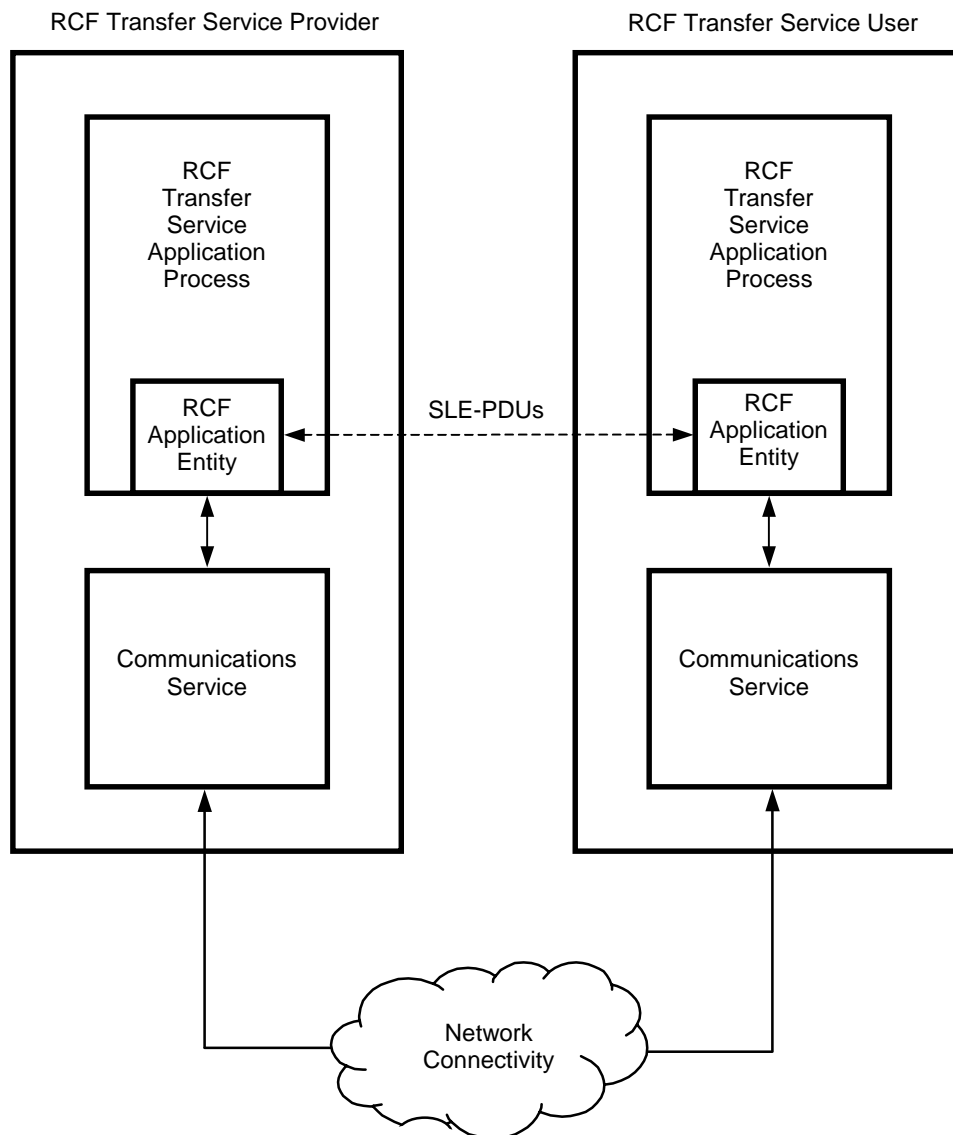 RCF Transfer Service Provider
RCF Transfer Service User
RCF
Transfer
Service
Application
Process
RCF
Application
Entity
RCF
Transfer
Service
Application
Process
RCF
Application
Entity
SLE-PDUs
Communications
Service
Communications
Service
Network
Connectivity